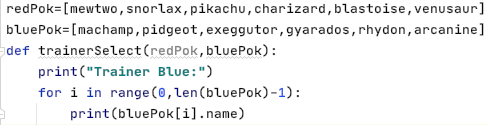 redPok=[mewtwo,snorlax,pikachu,charizard,blastoise,venusaur]
bluePok=[machamp,pidgeot,exeggutor,gyarados,rhydon,arcanine]
def trainerSelect(redPok,bluePok):
    print("Trainer Blue:")
    for i in range(0,len(bluePok)-1):
        print(bluePok[i].name)